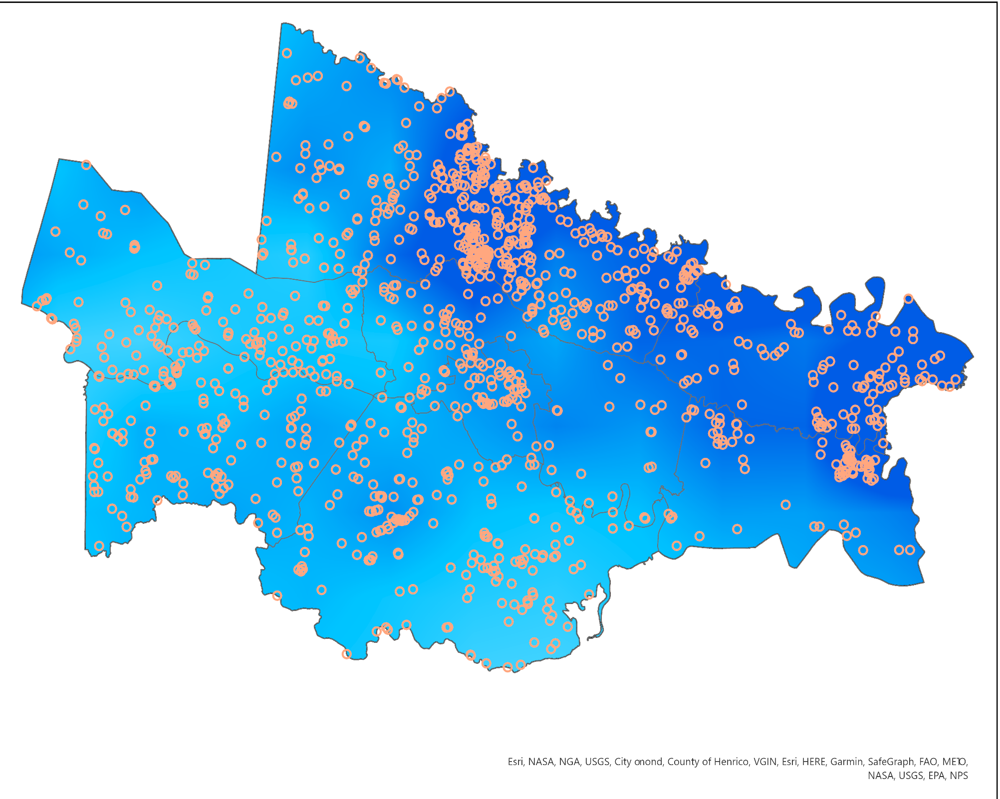 Esri, NASA, NGA, USGS, City onond, County of Henrico, VGIN, Esri, HERE, Garmin, SafeGraph, FAO, METO,
NASA, USGS, EPA, NPS